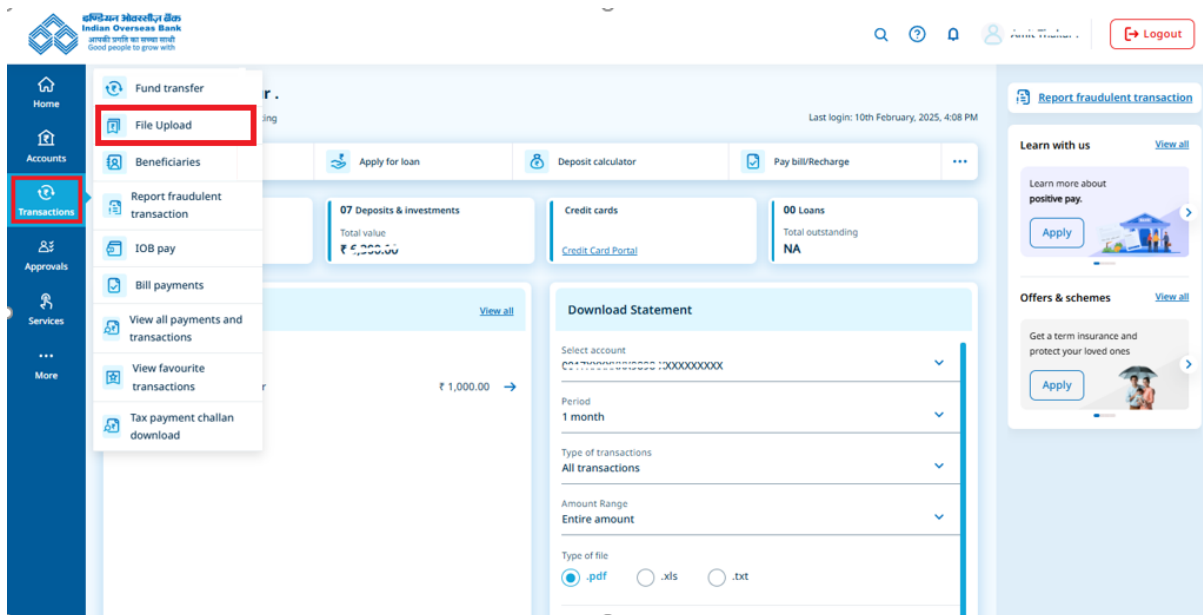 इण्डियन ओवरसीज़ बैंक
Indian Overseas Bank
आपकी प्रगति का सच्चा साथी
Good people to grow with
Logout
Home
Accounts
Transactions
Approvals
Services
More
Fund transfer
File Upload
Beneficiaries
Report fraudulent
transaction
IOB pay
Bill payments
View all payments and
transactions
View favourite
transactions
Tax payment challan
download
r .
ing
Last login: 10th February, 2025, 4:08 PM
Apply for loan
Deposit calculator
Pay bill/Recharge
07 Deposits & investments
Total value
Credit cards
Credit Card Portal
00 Loans
Total outstanding
NA
View all
r
₹ 1,000.00
Download Statement
Select account
Period
1 month
Type of transactions
All transactions
Amount Range
Entire amount
Type of file
.pdf .xls .txt
Report fraudulent transaction
Learn with us View all
Learn more about
positive pay.
Apply
Offers & schemes View all
Get a term insurance and
protect your loved ones
Apply